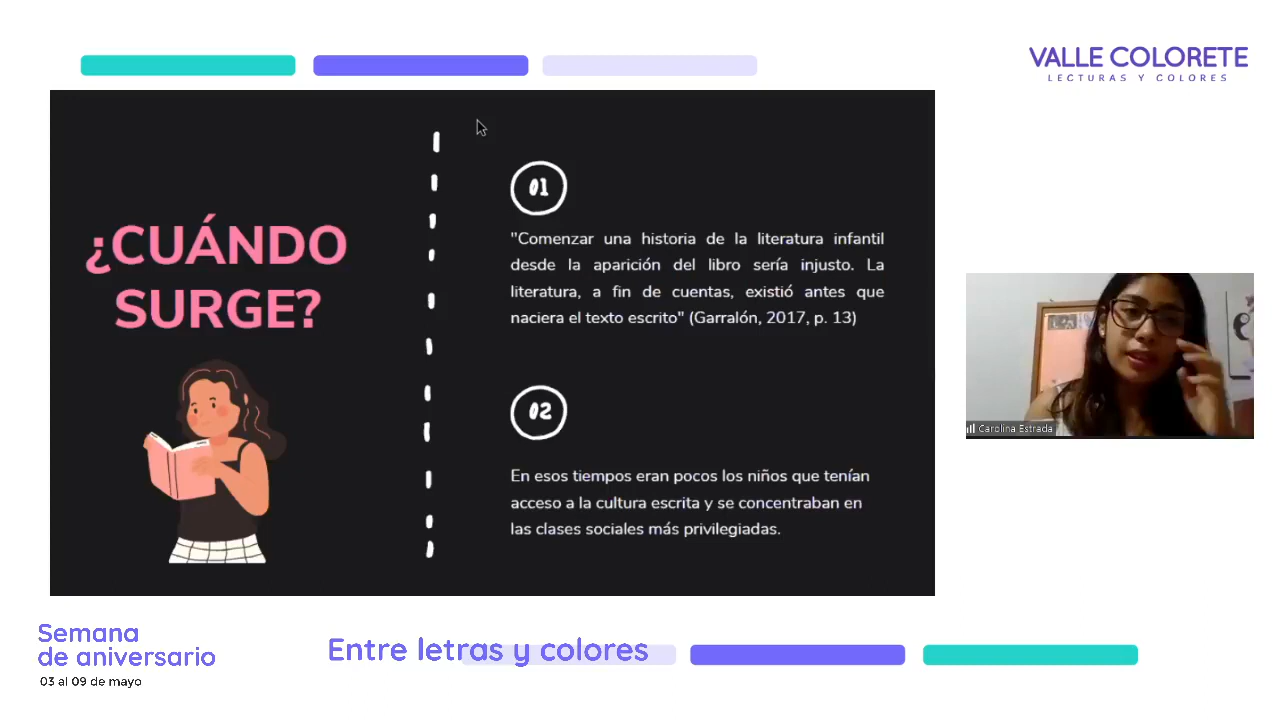 VALLE COLORETE
LECTURAS Y COLORES
¿CUÁNDO
SURGE?
01
"Comenzar una historia de la literatura infantil
desde la aparición del libro sería injusto. La
literatura, a fin de cuentas, existió antes que
naciera el texto escrito" (Garralón, 2017, p. 13)
02
En esos tiempos eran pocos los niños que tenían
acceso a la cultura escrita y se concentraban en
las clases sociales más privilegiadas.
Carolina Estrada
Semana
de aniversario
03 al 09 de mayo
Entre letras y colores